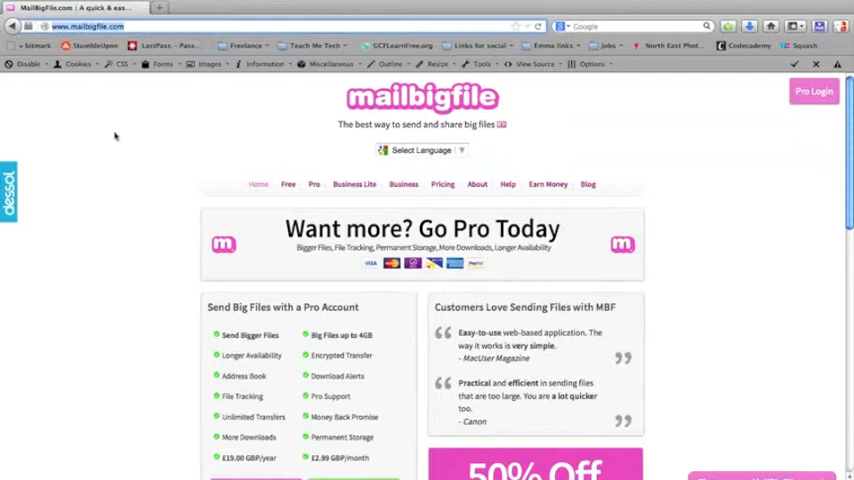 MailBigFile.com | A quick & eas...
www.mailbigfile.com
Google
bitmark
StumbleUpon
LastPass – Pass...
Freelance
Teach Me Tech
GCFLearnFree.org
Links for social
Emma links
Jobs
North East Phot...
Codecademy
Squash
Disable
Cookies
CSS
Forms
Images
Information
Miscellaneous
Outline
Resize
Tools
View Source
Options
mailbigfile
Pro Login
The best way to send and share big files
Select Language
dessol
Home Free Pro Business Lite Business Pricing About Help Earn Money Blog
Want more? Go Pro Today
m
m
Bigger Files, File Tracking, Permanent Storage, More Downloads, Longer Availability
VISA
PayPal
Send Big Files with a Pro Account
Send Bigger Files
Big Files up to 4GB
Longer Availability
Encrypted Transfer
Address Book
Download Alerts
File Tracking
Pro Support
Unlimited Transfers
Money Back Promise
More Downloads
Permanent Storage
£19.00 GBP/year
£2.99 GBP/month
Customers Love Sending Files with MBF
“ Easy-to-use web-based application. The
way it works is very simple.
- MacUser Magazine ”
“ Practical and efficient in sending files
that are too large. You are a lot quicker
too.
- Canon ”
50% Off